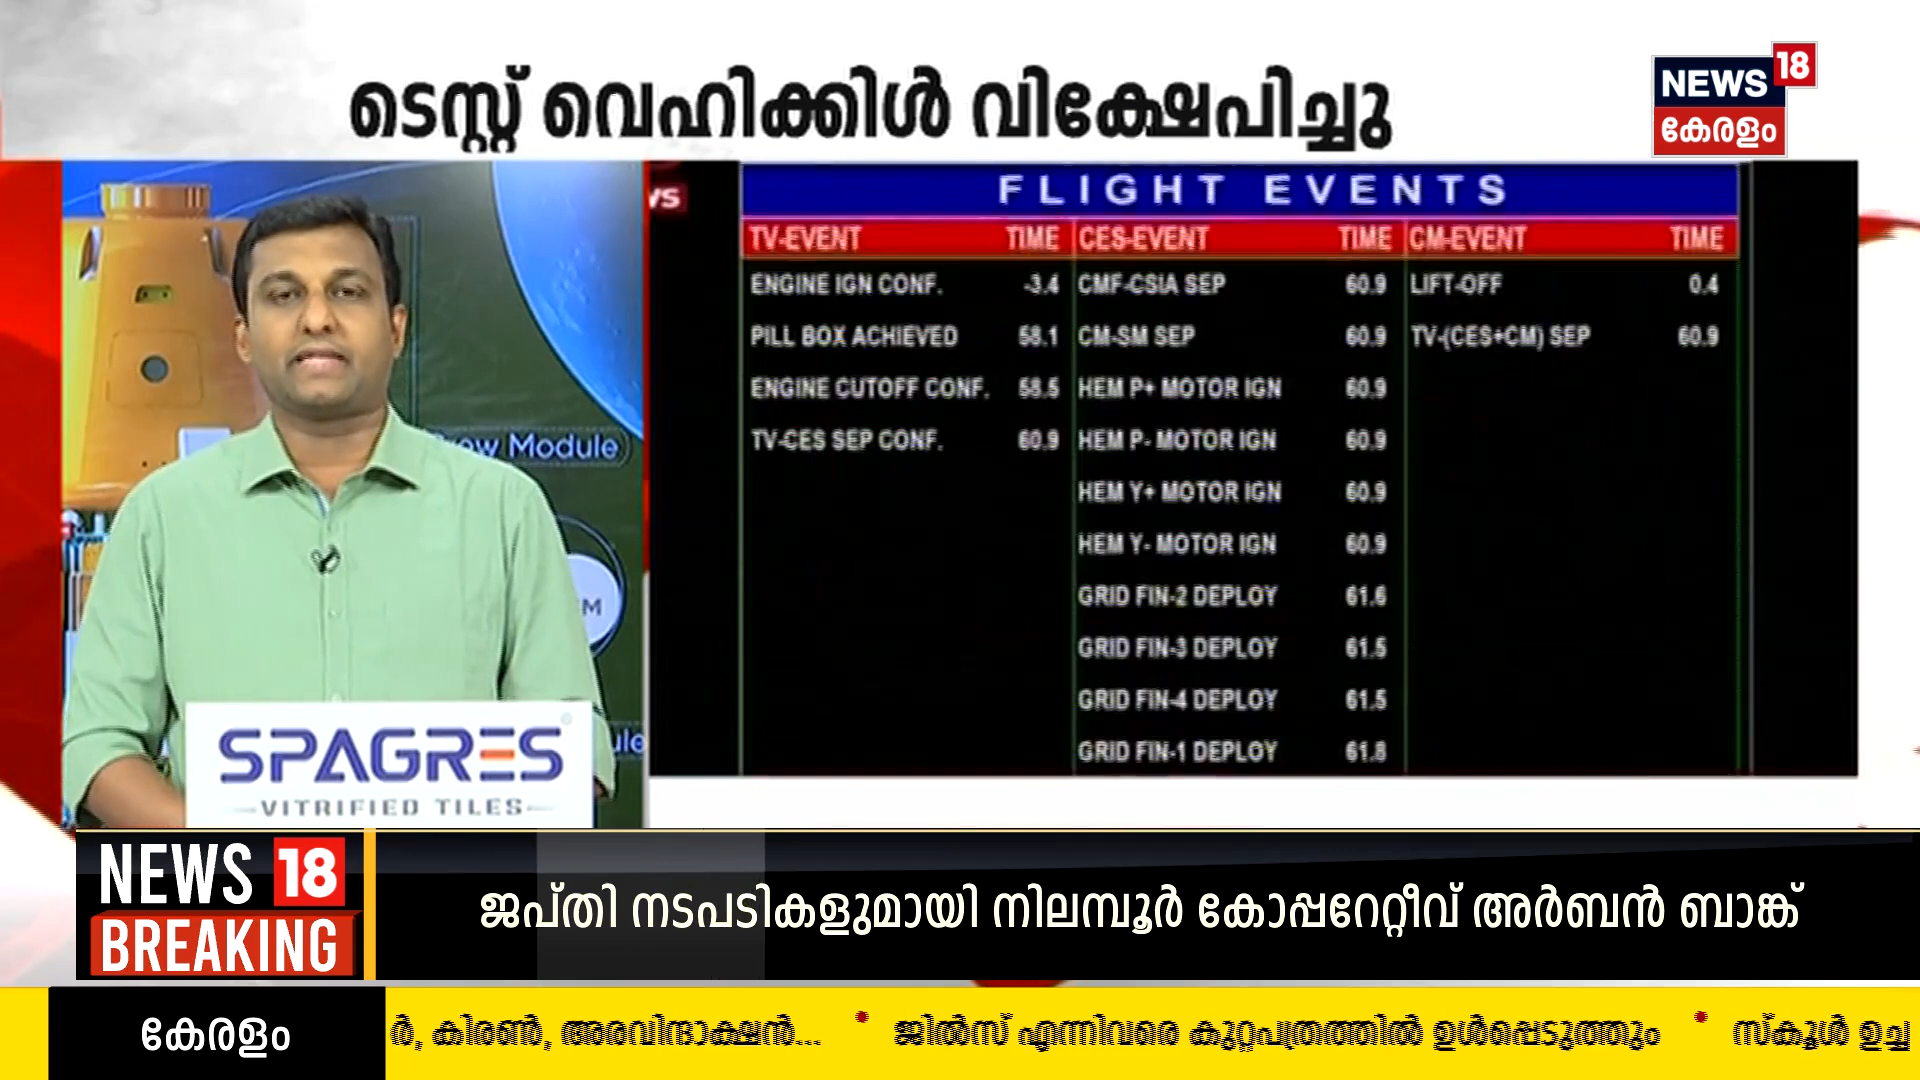 ടെസ്റ്റ് വെഹിക്കിൾ വിക്ഷേപിച്ചു
NEWS 18
കേരളം
FLIGHT EVENTS
TV-EVENT TIME CES-EVENT TIME CM-EVENT TIME
ENGINE IGN CONF. -3.4 CMF-CSIA SEP 60.9 LIFT-OFF 0.4
PILL BOX ACHIEVED 58.1 CM-SM SEP 60.9 TV-(CES+CM) SEP 60.9
ENGINE CUTOFF CONF. 58.5 HEM P+ MOTOR IGN 60.9
TV-CES SEP CONF. 60.9 HEM P- MOTOR IGN 60.9
HEM Y+ MOTOR IGN 60.9
HEM Y- MOTOR IGN 60.9
GRID FIN-2 DEPLOY 61.6
GRID FIN-3 DEPLOY 61.5
GRID FIN-4 DEPLOY 61.5
GRID FIN-1 DEPLOY 61.8
Module
SPAGRES
VITRIFIED TILES
NEWS 18
BREAKING
ജപ്തി നടപടികളുമായി നിലമ്പൂർ കോപ്പറേറ്റീവ് അർബൻ ബാങ്ക്
കേരളം
ർ, കിരൺ, അരവിന്ദാക്ഷൻ... • ജിൽസ് എന്നിവരെ കുറ്റപത്രത്തിൽ ഉൾപ്പെടുത്തും • സ്കൂൾ ഉച്ച